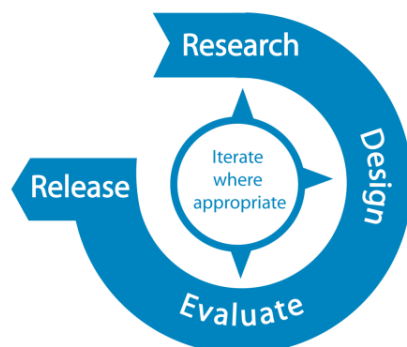 Research
Design
Evaluate
Release
Iterate
where
appropriate